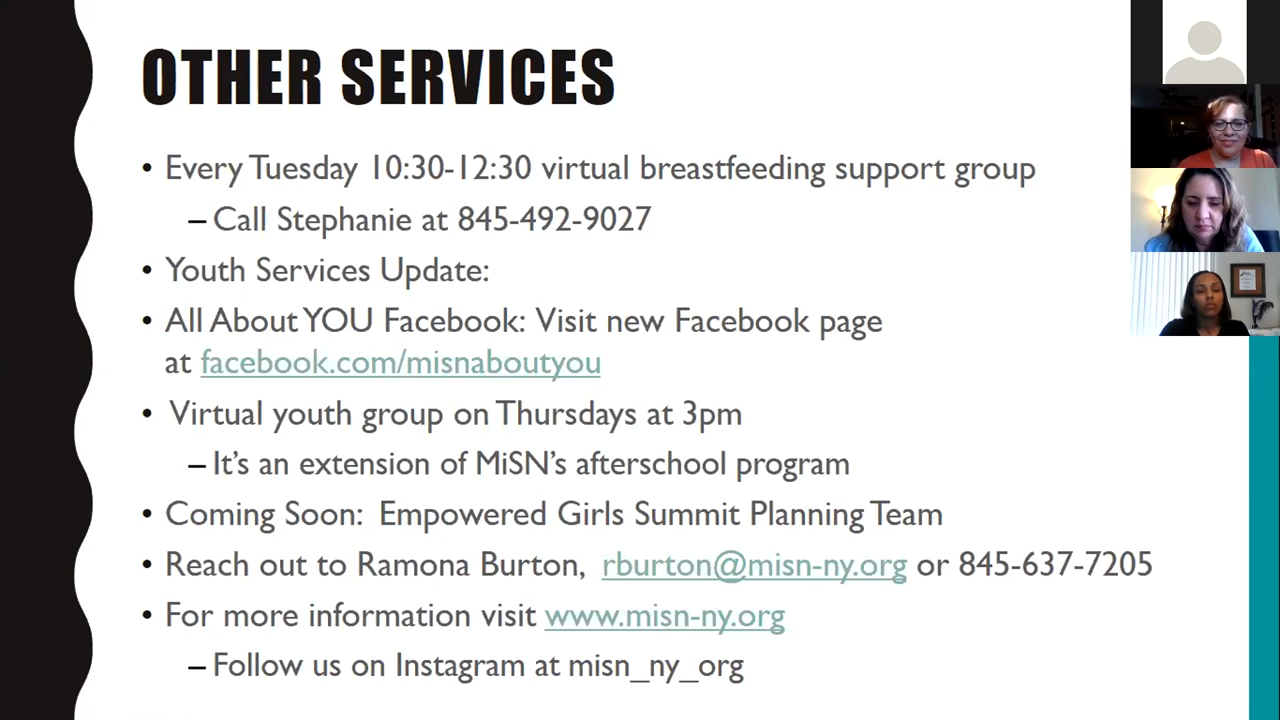 OTHER SERVICES
• Every Tuesday 10:30-12:30 virtual breastfeeding support group
– Call Stephanie at 845-492-9027
• Youth Services Update:
• All About YOU Facebook: Visit new Facebook page
at facebook.com/misnaboutyou
• Virtual youth group on Thursdays at 3pm
– It's an extension of MiSN's afterschool program
• Coming Soon: Empowered Girls Summit Planning Team
• Reach out to Ramona Burton, rburton@misn-ny.org or 845-637-7205
• For more information visit www.misn-ny.org
– Follow us on Instagram at misn_ny_org